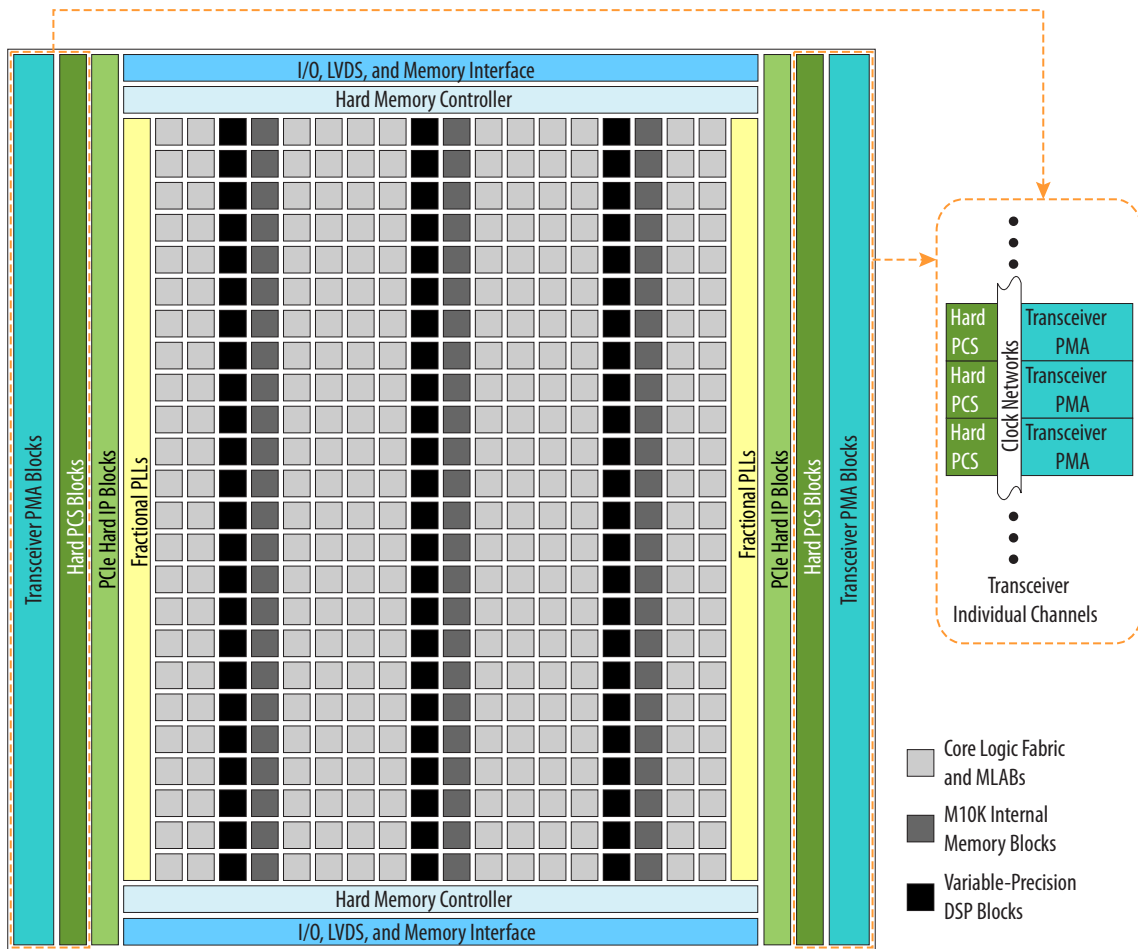 I/O, LVDS, and Memory Interface
Hard Memory Controller
Transceiver PMA Blocks
Hard PCS Blocks
PCIe Hard IP Blocks
Fractional PLLs
Fractional PLLs
PCIe Hard IP Blocks
Hard PCS Blocks
Transceiver PMA Blocks
Hard Memory Controller
I/O, LVDS, and Memory Interface
Hard
PCS
Transceiver
PMA
Hard
PCS
Transceiver
PMA
Hard
PCS
Transceiver
PMA
Clock Networks
Transceiver
Individual Channels
Core Logic Fabric
and MLABs
M10K Internal
Memory Blocks
Variable-Precision
DSP Blocks